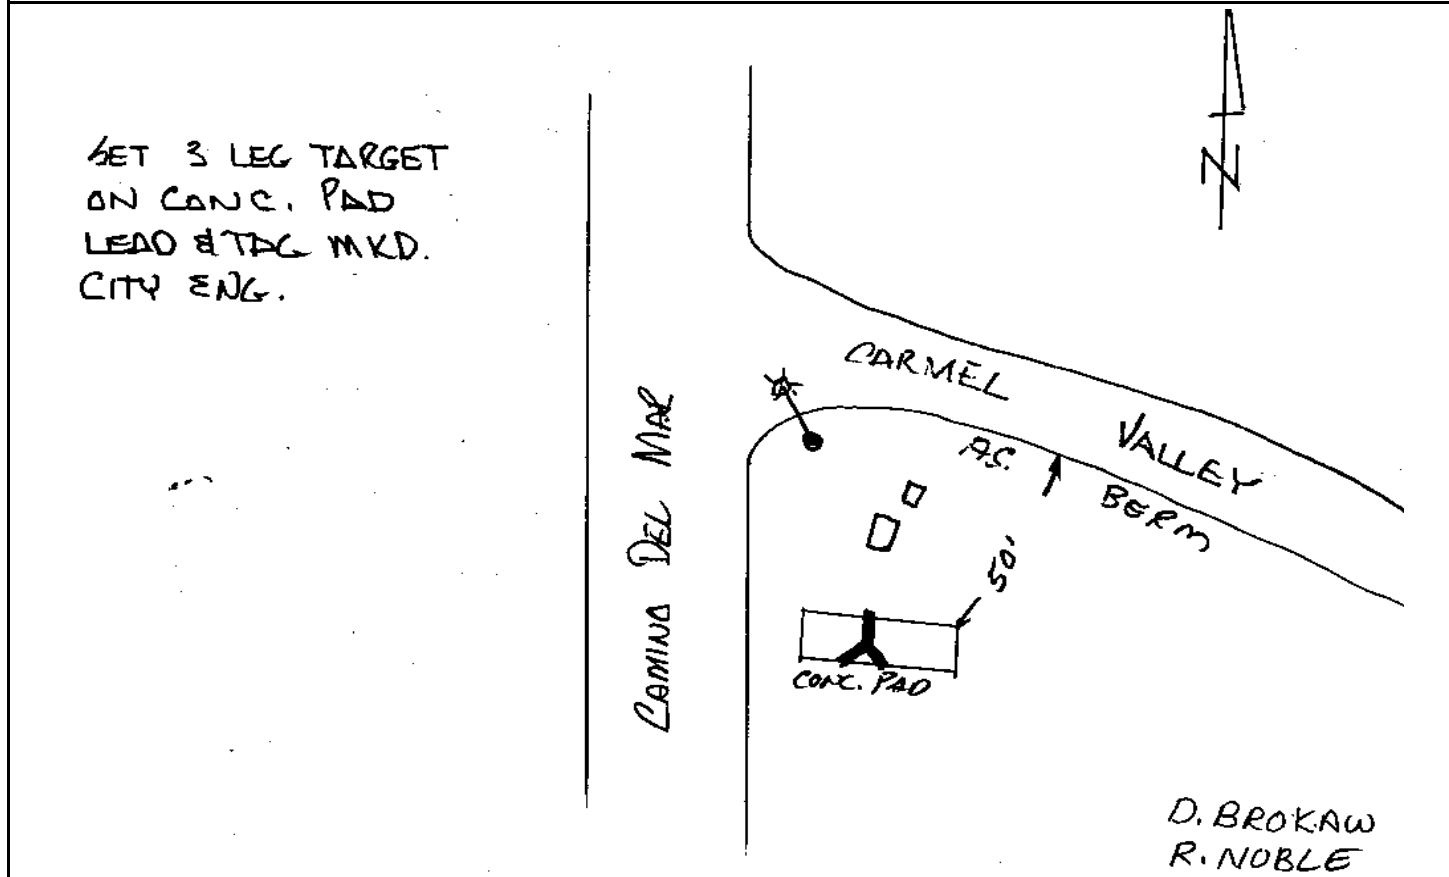 SET 3 LEG TARGET
ON CONC. PAD
LEAD & TAG MKD.
CITY ENG.
N
CARMEL VALLEY
A.C. BERM
50'
CAMINO DEL MAR
CONC. PAD
D. BROKAW
R. NOBLE